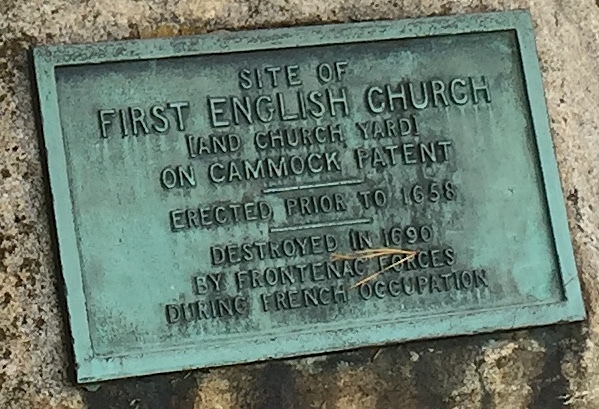 SITE OF
FIRST ENGLISH CHURCH
[AND CHURCH YARD]
ON CAMMOCK PATENT
ERECTED PRIOR TO 1658
DESTROYED IN 1690
BY FRONTENAC FORCES
DURING FRENCH OCCUPATION